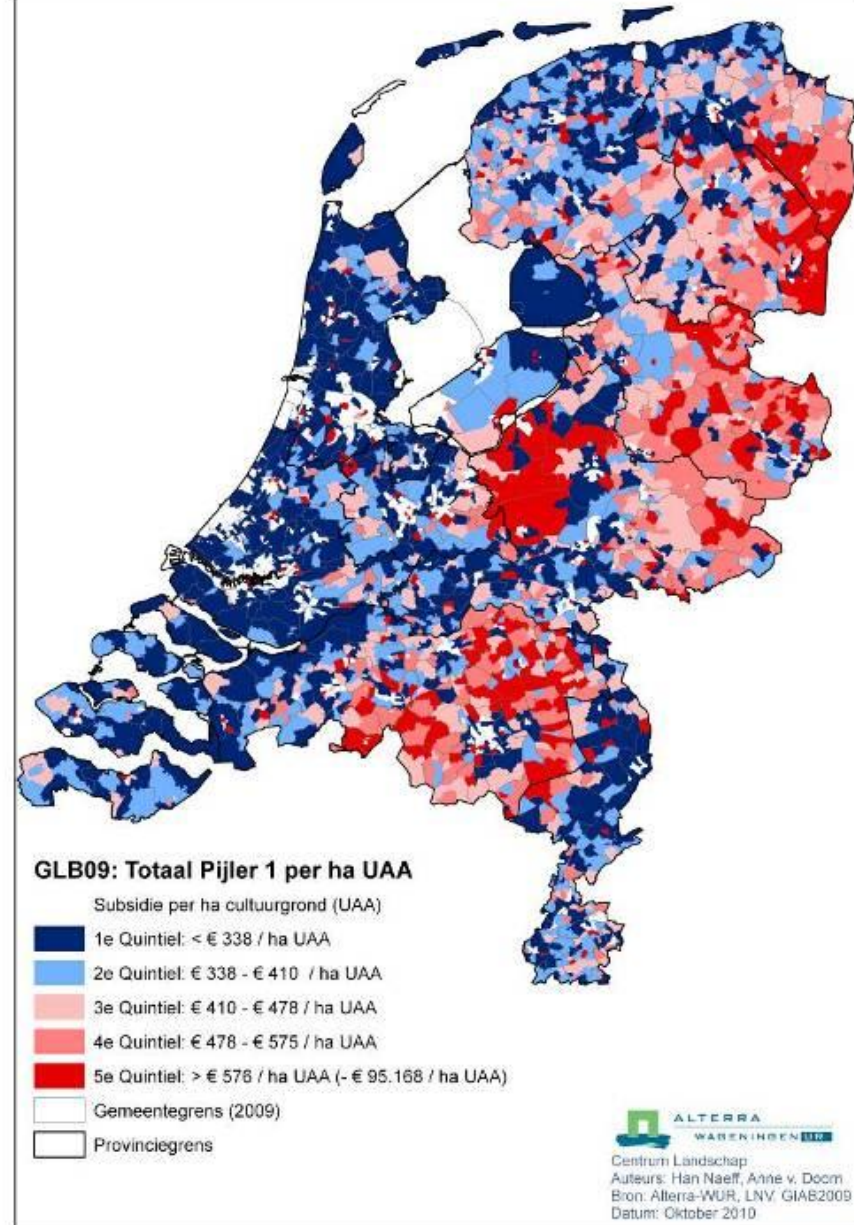 GLB09: Totaal Pijler 1 per ha UAA
Subsidie per ha cultuurgrond (UAA)
1e Quintiel: < € 338 / ha UAA
2e Quintiel: € 338 - € 410 / ha UAA
3e Quintiel: € 410 - € 478 / ha UAA
4e Quintiel: € 478 - € 575 / ha UAA
5e Quintiel: > € 576 / ha UAA (- € 95.168 / ha UAA)
Gemeentegrens (2009)
Provinciegrens
ALTERRA
WAGENINGEN UR
Centrum Landschap
Auteurs: Han Naeff, Anne v. Doorn
Bron: Alterra-WUR, LNV, GIAB2009
Datum: Oktober 2010